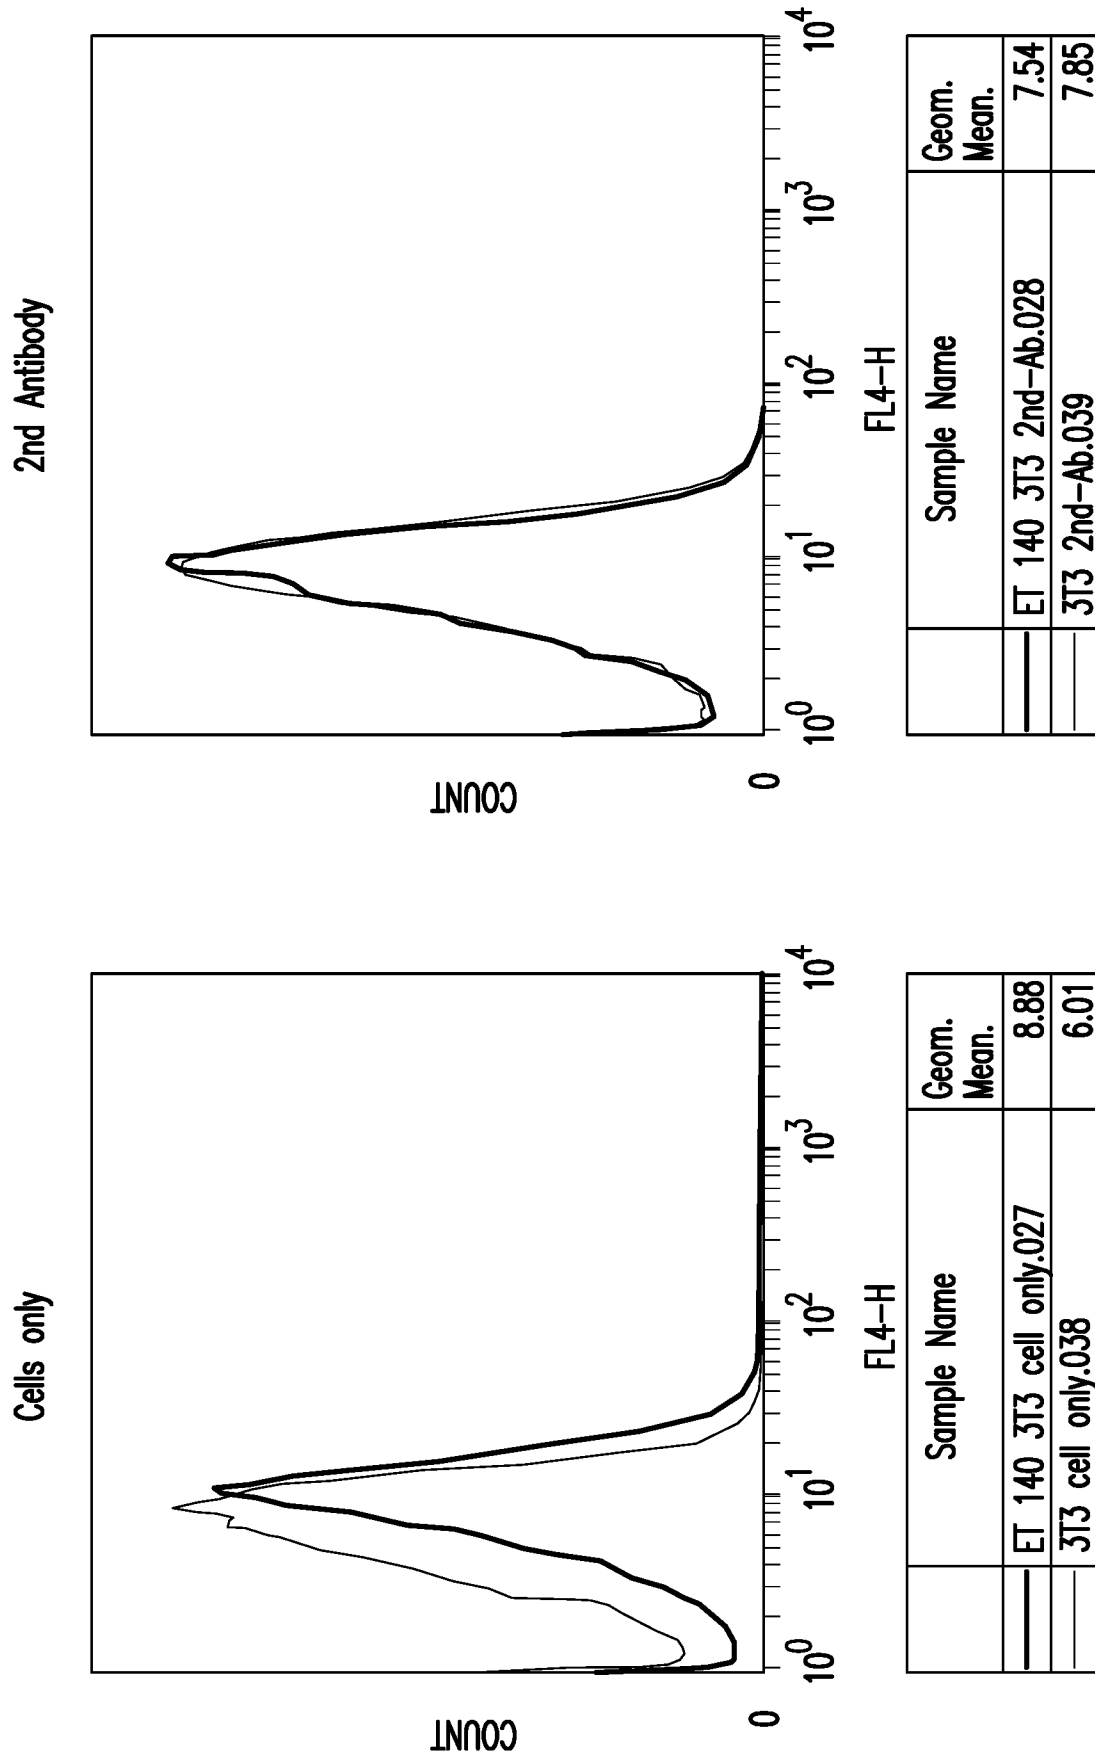 Cells only
COUNT
0
10^0 10^1 10^2 10^3 10^4
FL4-H
Sample Name Geom. Mean.
ET 140 3T3 cell only.027 8.88
3T3 cell only.038 6.01
2nd Antibody
COUNT
0
10^0 10^1 10^2 10^3 10^4
FL4-H
Sample Name Geom. Mean.
ET 140 3T3 2nd-Ab.028 7.54
3T3 2nd-Ab.039 7.85